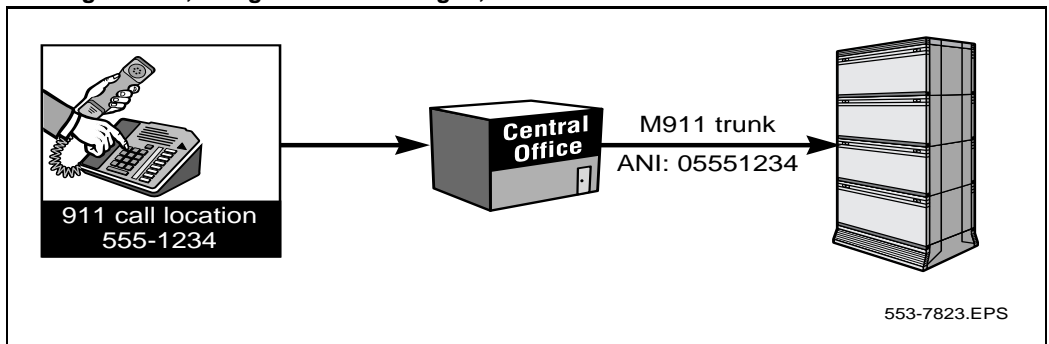 911 call location
555-1234
Central
Office
M911 trunk
ANI: 05551234
553-7823.EPS